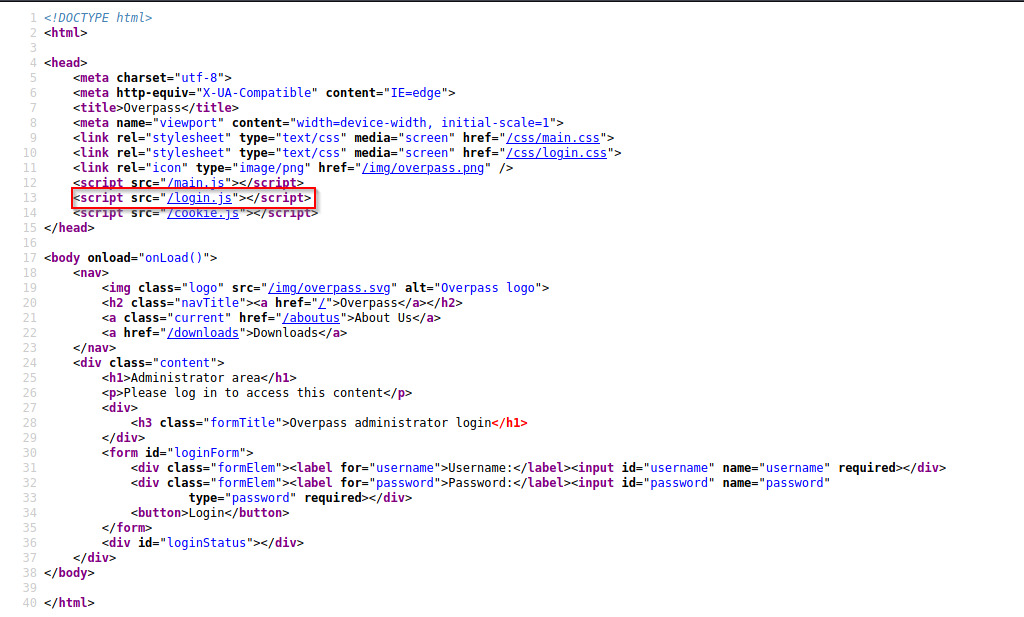 1 <!DOCTYPE html>
2 <html>
3
4 <head>
5     <meta charset="utf-8">
6     <meta http-equiv="X-UA-Compatible" content="IE=edge">
7     <title>Overpass</title>
8     <meta name="viewport" content="width=device-width, initial-scale=1">
9     <link rel="stylesheet" type="text/css" media="screen" href="/css/main.css">
10     <link rel="stylesheet" type="text/css" media="screen" href="/css/login.css">
11     <link rel="icon" type="image/png" href="/img/overpass.png" />
12     <script src="/main.js"></script>
13     <script src="/login.js"></script>
14     <script src="/cookie.js"></script>
15 </head>
16
17 <body onload="onLoad()">
18     <nav>
19         <img class="logo" src="/img/overpass.svg" alt="Overpass logo">
20         <h2 class="navTitle"><a href="/">Overpass</a></h2>
21         <a class="current" href="/aboutus">About Us</a>
22         <a href="/downloads">Downloads</a>
23     </nav>
24     <div class="content">
25         <h1>Administrator area</h1>
26         <p>Please log in to access this content</p>
27         <div>
28             <h3 class="formTitle">Overpass administrator login</h1>
29         </div>
30         <form id="loginForm">
31             <div class="formElem"><label for="username">Username:</label><input id="username" name="username" required></div>
32             <div class="formElem"><label for="password">Password:</label><input id="password" name="password"
33                     type="password" required></div>
34             <button>Login</button>
35         </form>
36         <div id="loginStatus"></div>
37     </div>
38 </body>
39
40 </html>